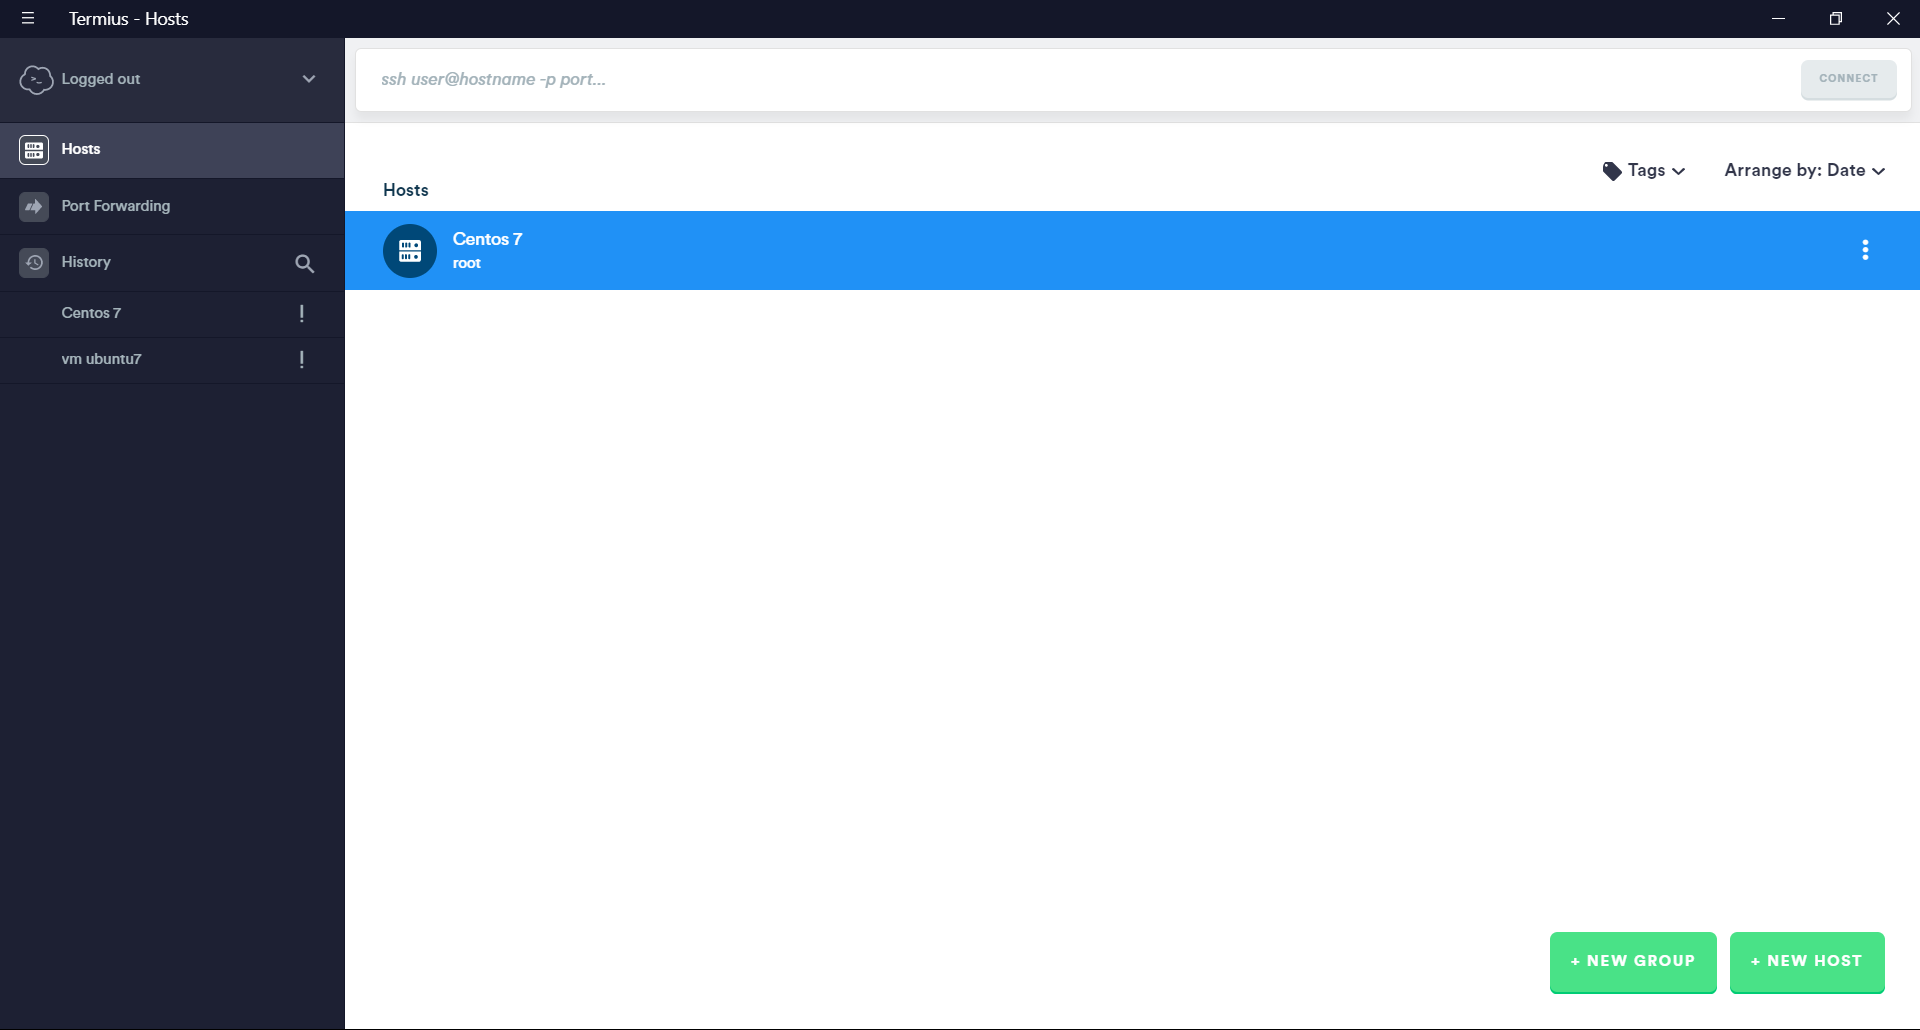 Termius - Hosts
Logged out
Hosts
Port Forwarding
History
Centos 7
vm ubuntu7
ssh user@hostname -p port...
CONNECT
Tags
Arrange by: Date
Hosts
Centos 7
root
+ NEW GROUP
+ NEW HOST